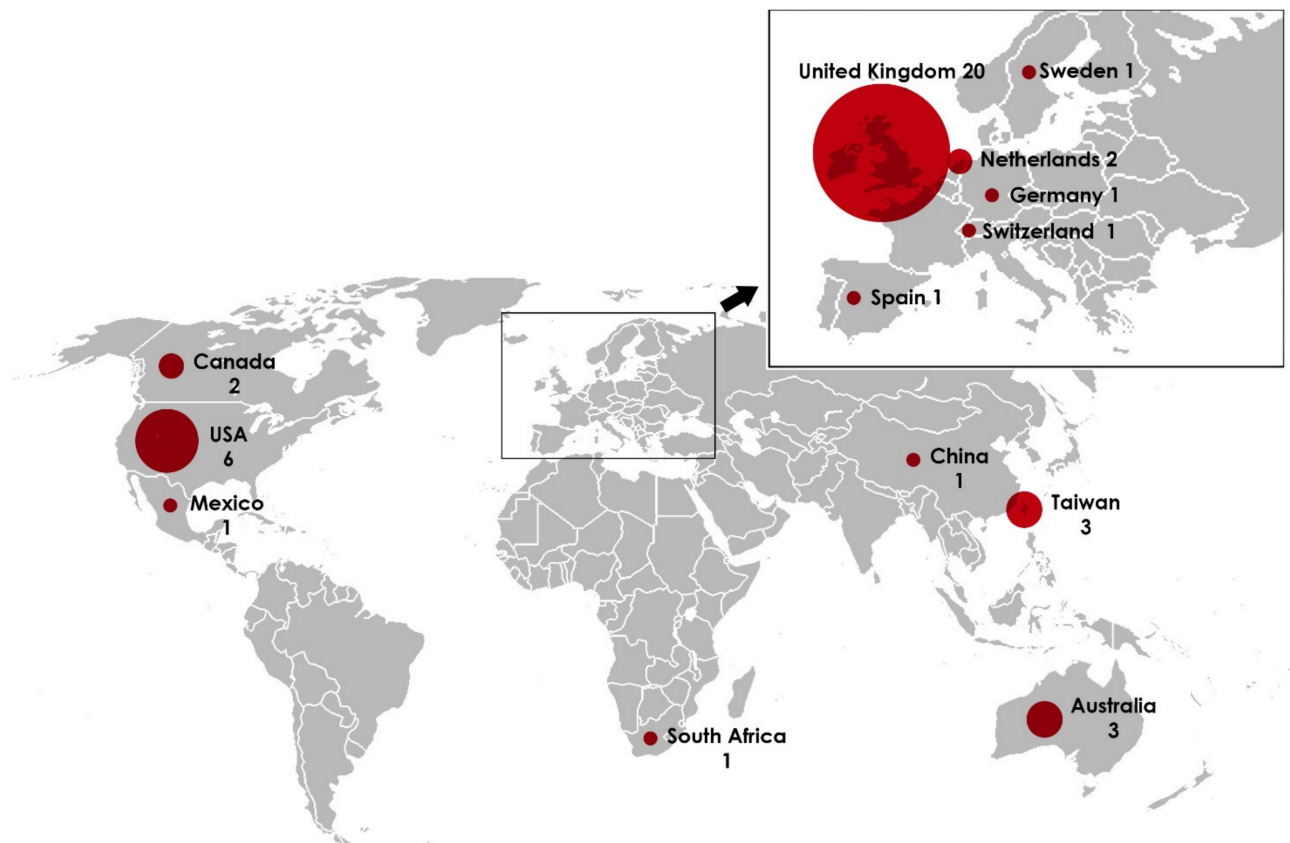 United Kingdom 20
Sweden 1
Netherlands 2
Germany 1
Switzerland 1
Spain 1
Canada
2
USA
6
Mexico
1
China
1
Taiwan
3
South Africa
1
Australia
3